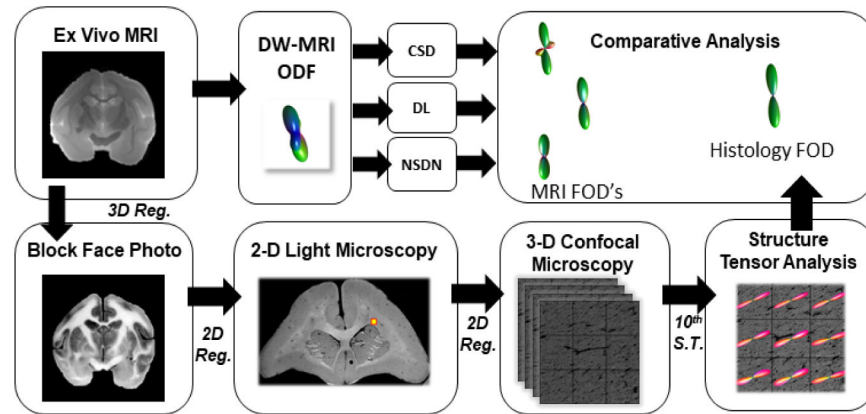 Ex Vivo MRI
DW-MRI
ODF
CSD
DL
NSDN
Comparative Analysis
MRI FOD's
Histology FOD
3D Reg.
Block Face Photo
2D
Reg.
2-D Light Microscopy
2D
Reg.
3-D Confocal
Microscopy
10th
S.T.
Structure
Tensor Analysis